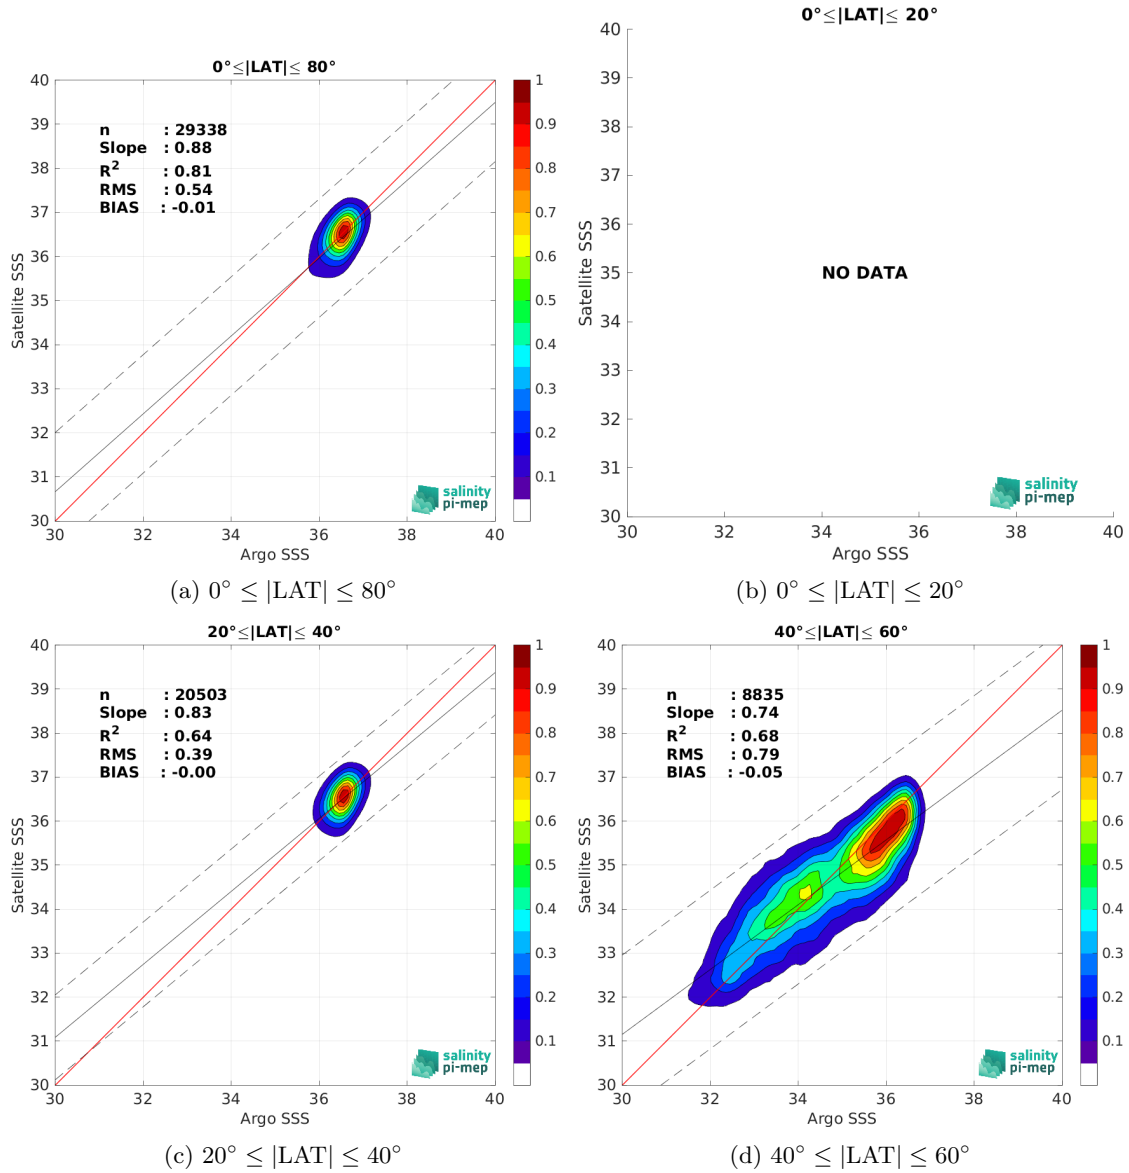 0°≤|LAT|≤ 80°
40
39
38
37
36
35
34
33
32
31
30
Satellite SSS
n : 29338
Slope : 0.88
R² : 0.81
RMS : 0.54
BIAS : -0.01
salinity
pi-mep
30 32 34 36 38 40
Argo SSS
1
0.9
0.8
0.7
0.6
0.5
0.4
0.3
0.2
0.1
(a) 0° ≤ |LAT| ≤ 80°
0°≤|LAT|≤ 20°
40
39
38
37
36
35
34
33
32
31
30
Satellite SSS
NO DATA
salinity
pi-mep
30 32 34 36 38 40
Argo SSS
(b) 0° ≤ |LAT| ≤ 20°
20°≤|LAT|≤ 40°
40
39
38
37
36
35
34
33
32
31
30
Satellite SSS
n : 20503
Slope : 0.83
R² : 0.64
RMS : 0.39
BIAS : -0.00
salinity
pi-mep
30 32 34 36 38 40
Argo SSS
1
0.9
0.8
0.7
0.6
0.5
0.4
0.3
0.2
0.1
(c) 20° ≤ |LAT| ≤ 40°
40°≤|LAT|≤ 60°
40
39
38
37
36
35
34
33
32
31
30
Satellite SSS
n : 8835
Slope : 0.74
R² : 0.68
RMS : 0.79
BIAS : -0.05
salinity
pi-mep
30 32 34 36 38 40
Argo SSS
1
0.9
0.8
0.7
0.6
0.5
0.4
0.3
0.2
0.1
(d) 40° ≤ |LAT| ≤ 60°